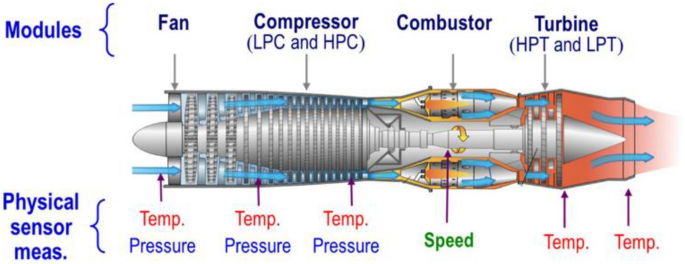 Modules
Fan
Compressor
(LPC and HPC)
Combustor
Turbine
(HPT and LPT)
Physical
sensor
meas.
Temp.
Pressure
Temp.
Pressure
Temp.
Pressure
Speed
Temp.
Temp.